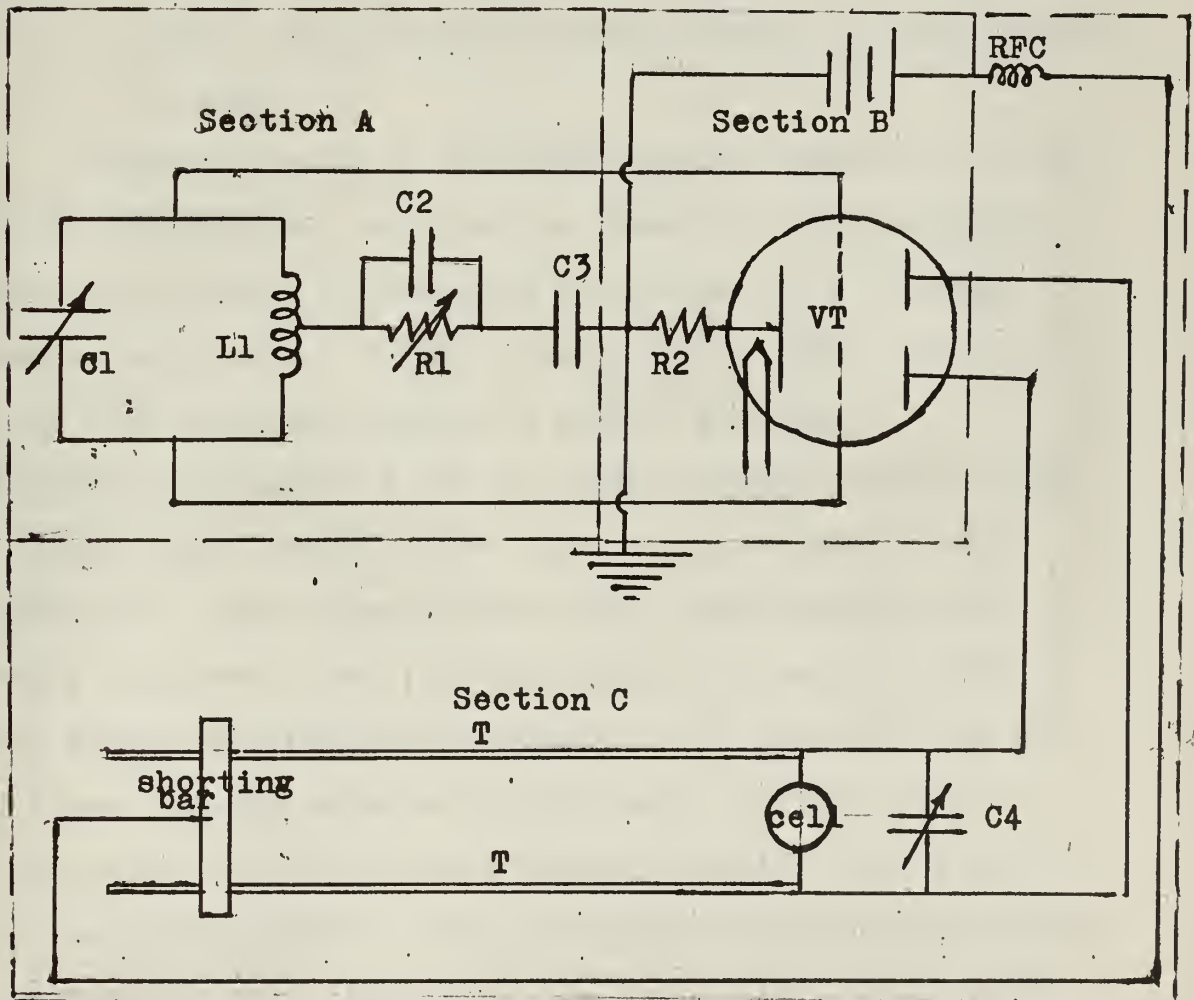 RFC
Section A
Section B
C2
C3
C1
L1
R1
R2
VT
Section C
T
shorting
bar
cell
C4
T